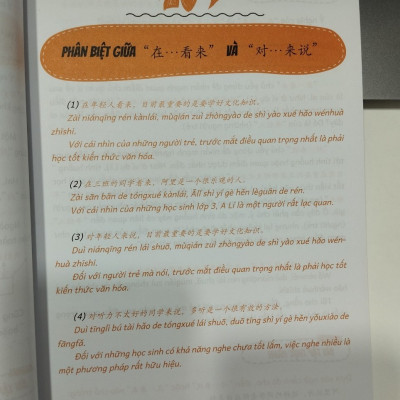 PHÂN BIỆT GIỮA “在…看来” VÀ “对…来说”
(1) 在年轻人看来，目前最重要的是要学好文化知识。
Zài niánqīng rén kànlái, mùqián zuì zhòngyào de shì yào xué hǎo wénhuà
zhīshì.
Với cái nhìn của những người trẻ, trước mắt điều quan trọng nhất là phải
học tốt kiến thức văn hóa.
(2) 在三班的同学看来，阿里是一个很乐观的人。
Zài sān bān de tóngxué kànlái, Ālǐ shì yí gè hěn lèguān de rén.
Với cái nhìn của những học sinh lớp 3, A Lí là một người rất lạc quan.
(3) 对年轻人来说，目前最重要的是要学好文化知识。
Duì niánqīng rén lái shuō, mùqián zuì zhòngyào de shì yào xué hǎo wén-
huà zhīshì.
Đối với người trẻ mà nói, trước mắt điều quan trọng nhất là phải học tốt
kiến thức văn hóa.
(4) 对听力不太好的同学来说，多听是一个很有效的方法。
Duì tīnglì bú tài hǎo de tóngxué lái shuō, duō tīng shì yí gè hěn yǒuxiào de
fāngfǎ.
Đối với những học sinh có khả năng nghe chưa tốt lắm, việc nghe nhiều là
một phương pháp rất hữu hiệu.